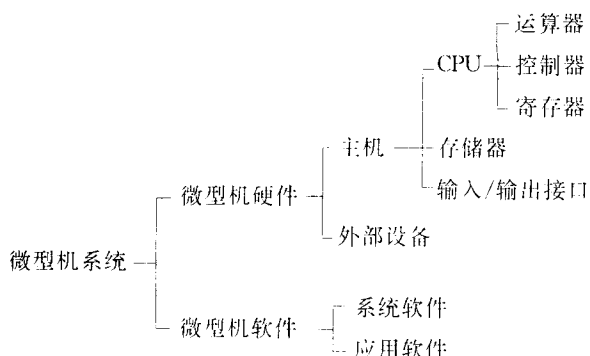 运算器
CPU
控制器
寄存器
主机
存储器
输入/输出接口
微型机硬件
外部设备
微型机系统
系统软件
微型机软件
应用软件